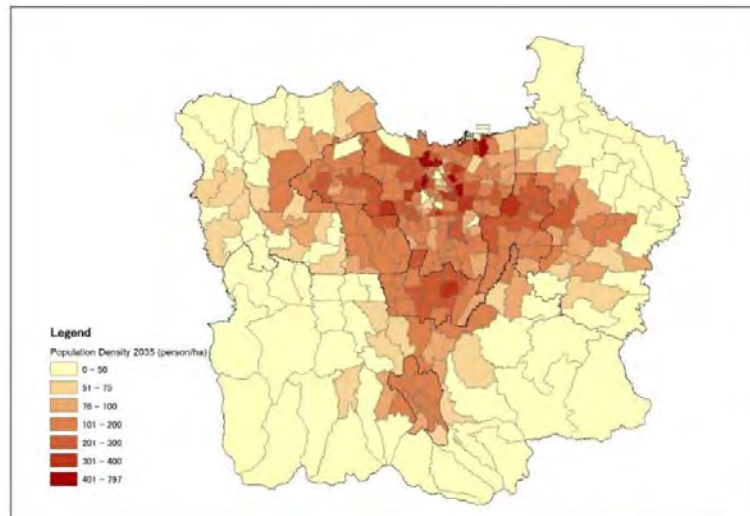 Legend
Population Density 2035 (person/ha)
0 - 50
51 - 75
76 - 100
101 - 200
201 - 300
301 - 400
401 - 797